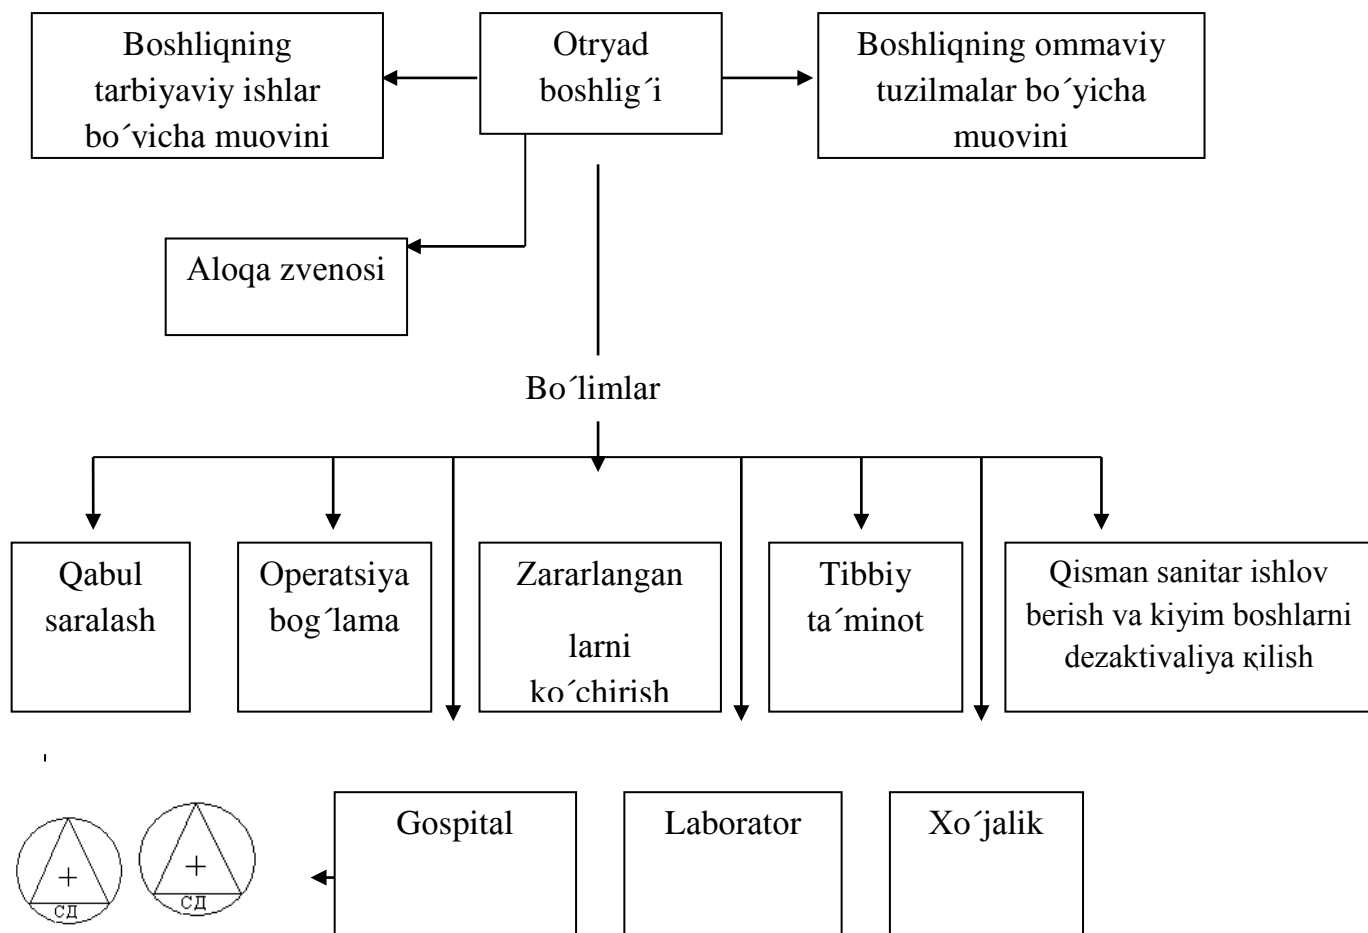 Boshliqning
tarbiyaviy ishlar
bo´yicha muovini
Otryad
boshlig´i
Boshliqning ommaviy
tuzilmalar bo´yicha
muovini
Aloqa zvenosi
Bo´limlar
Qabul
saralash
Operatsiya
bog´lama
Zararlangan
larni
ko´chirish
Tibbiy
ta´minot
Qisman sanitar ishlov
berish va kiyim boshlarni
dezaktivaliya қilish
+
СД
+
СД
Gospital
Laborator
Xo´jalik